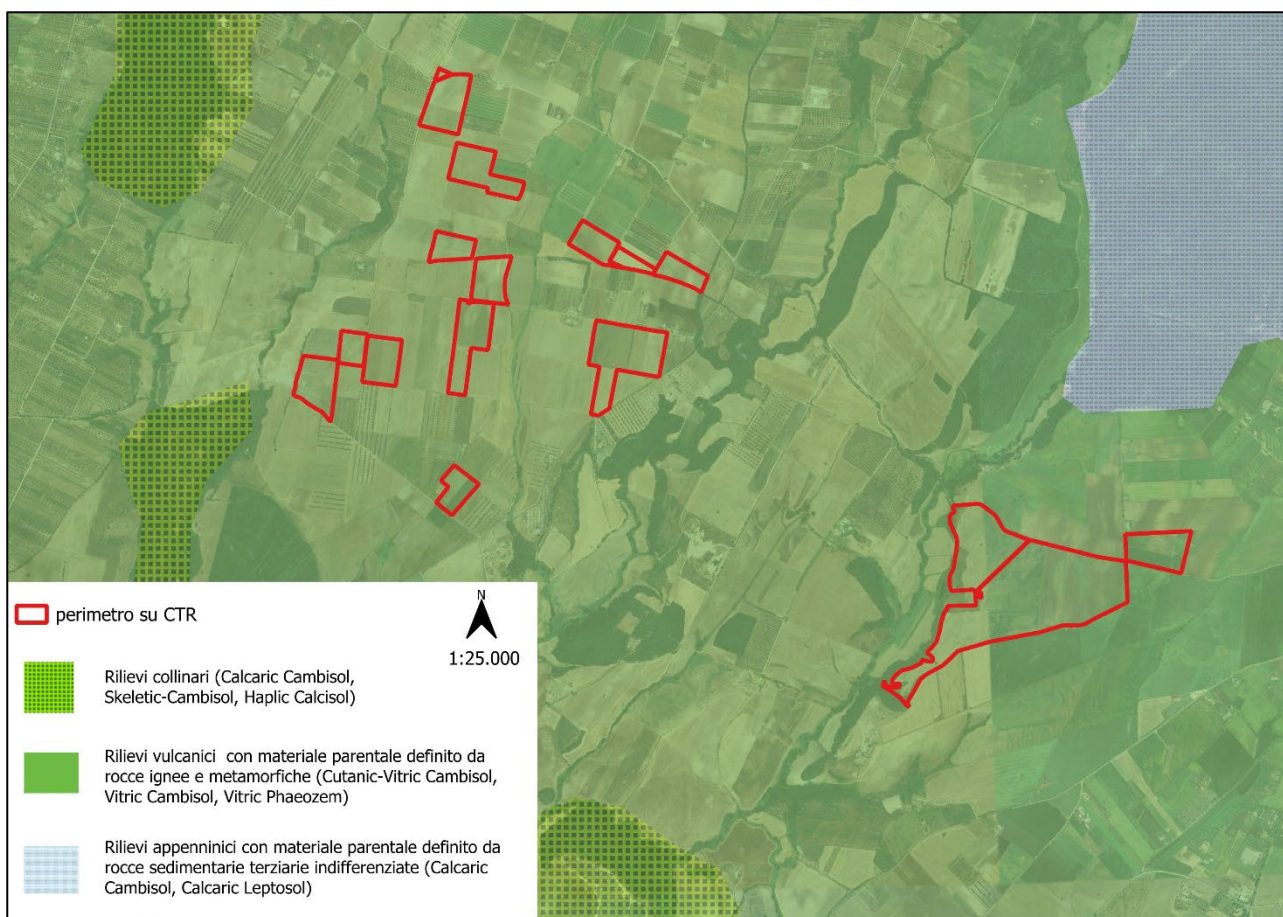 perimetro su CTR
N
1:25.000
Rilievi collinari (Calcaric Cambisol,
Skeletic-Cambisol, Haplic Calcisol)
Rilievi vulcanici con materiale parentale definito da
rocce ignee e metamorfiche (Cutanic-Vitric Cambisol,
Vitric Cambisol, Vitric Phaeozem)
Rilievi appenninici con materiale parentale definito da
rocce sedimentarie terziarie indifferenziate (Calcaric
Cambisol, Calcaric Leptosol)